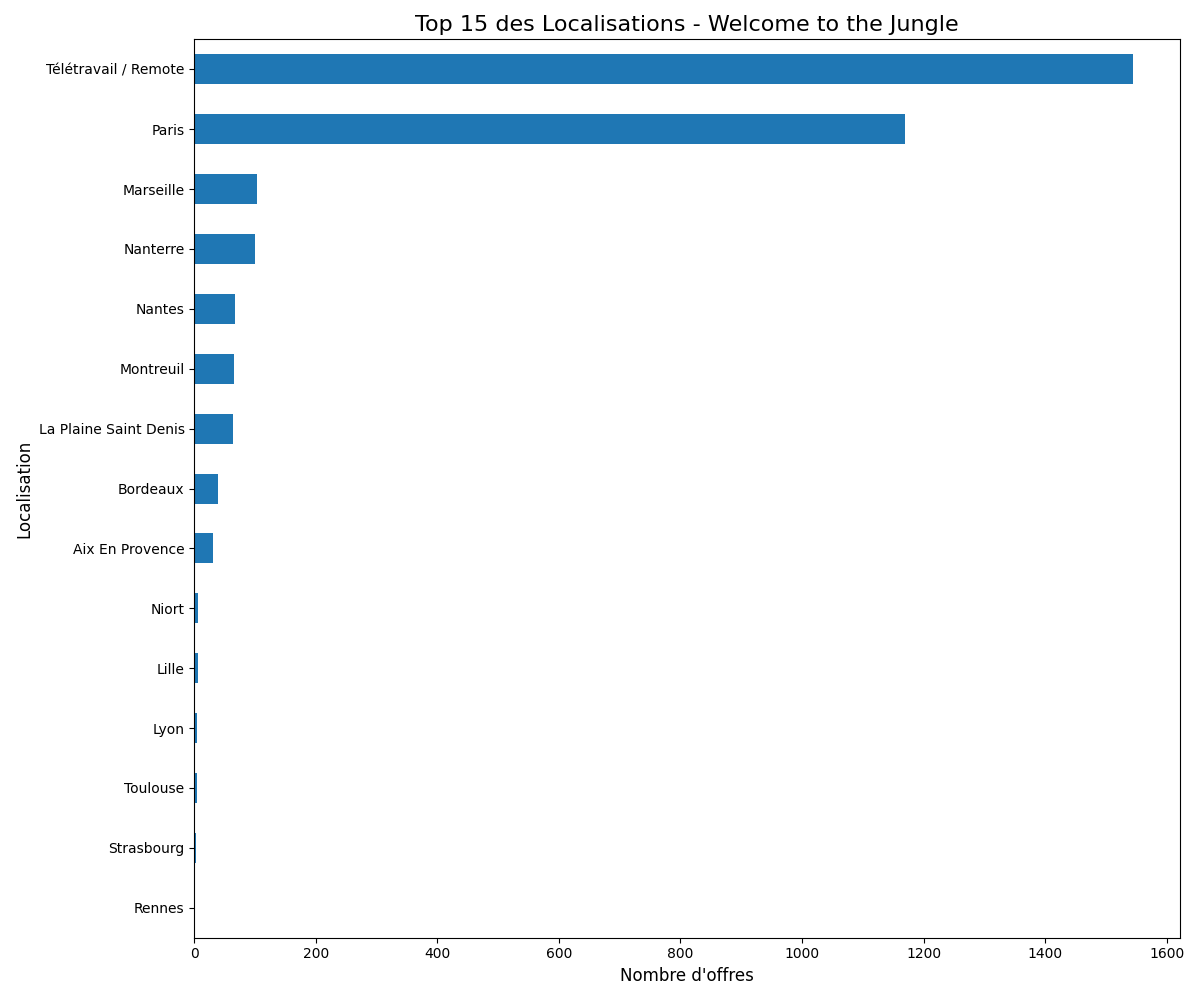 Top 15 des Localisations - Welcome to the Jungle
Localisation
Télétravail / Remote
Paris
Marseille
Nanterre
Nantes
Montreuil
La Plaine Saint Denis
Bordeaux
Aix En Provence
Niort
Lille
Lyon
Toulouse
Strasbourg
Rennes
0 200 400 600 800 1000 1200 1400 1600
Nombre d'offres